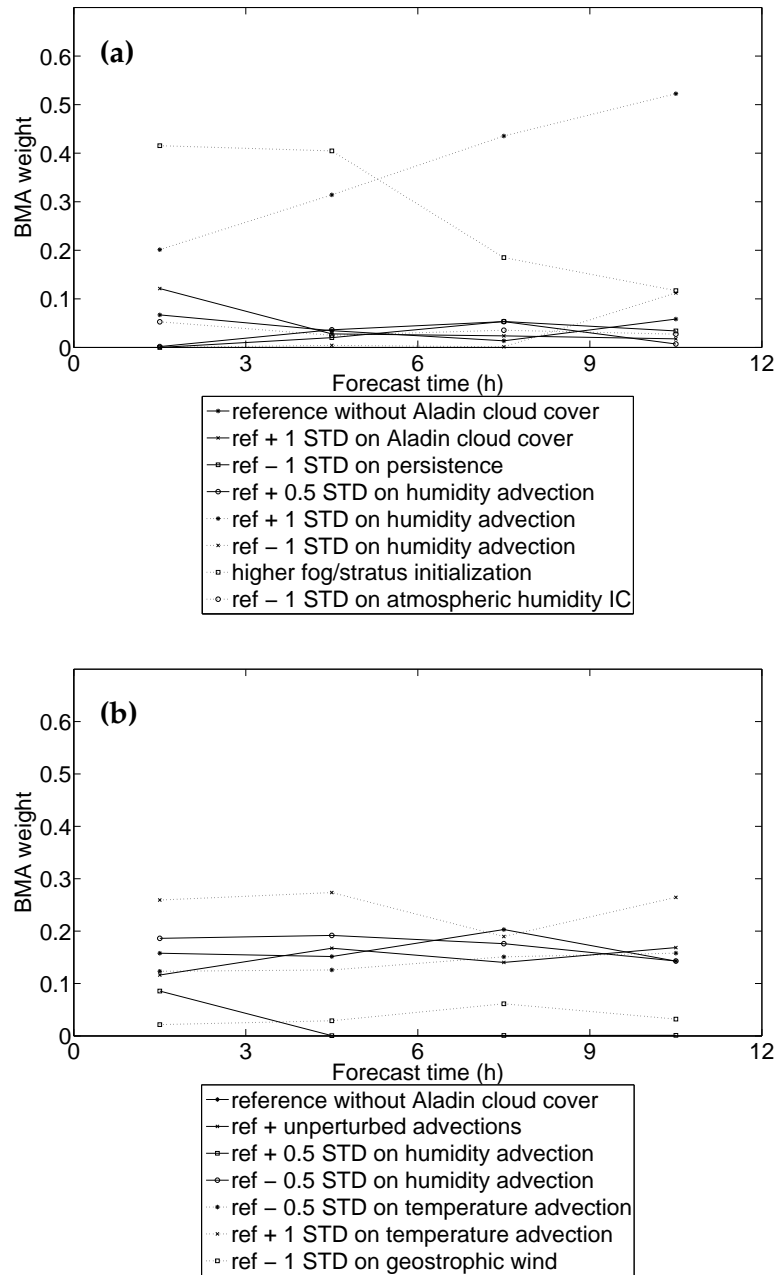 (a)
0.6
0.5
0.4
0.3
0.2
0.1
0
BMA weight
0 3 6 9 12
Forecast time (h)
reference without Aladin cloud cover
ref + 1 STD on Aladin cloud cover
ref − 1 STD on persistence
ref + 0.5 STD on humidity advection
ref + 1 STD on humidity advection
ref − 1 STD on humidity advection
higher fog/stratus initialization
ref − 1 STD on atmospheric humidity IC
(b)
0.6
0.5
0.4
0.3
0.2
0.1
0
BMA weight
0 3 6 9 12
Forecast time (h)
reference without Aladin cloud cover
ref + unperturbed advections
ref + 0.5 STD on humidity advection
ref − 0.5 STD on humidity advection
ref − 0.5 STD on temperature advection
ref + 1 STD on temperature advection
ref − 1 STD on geostrophic wind